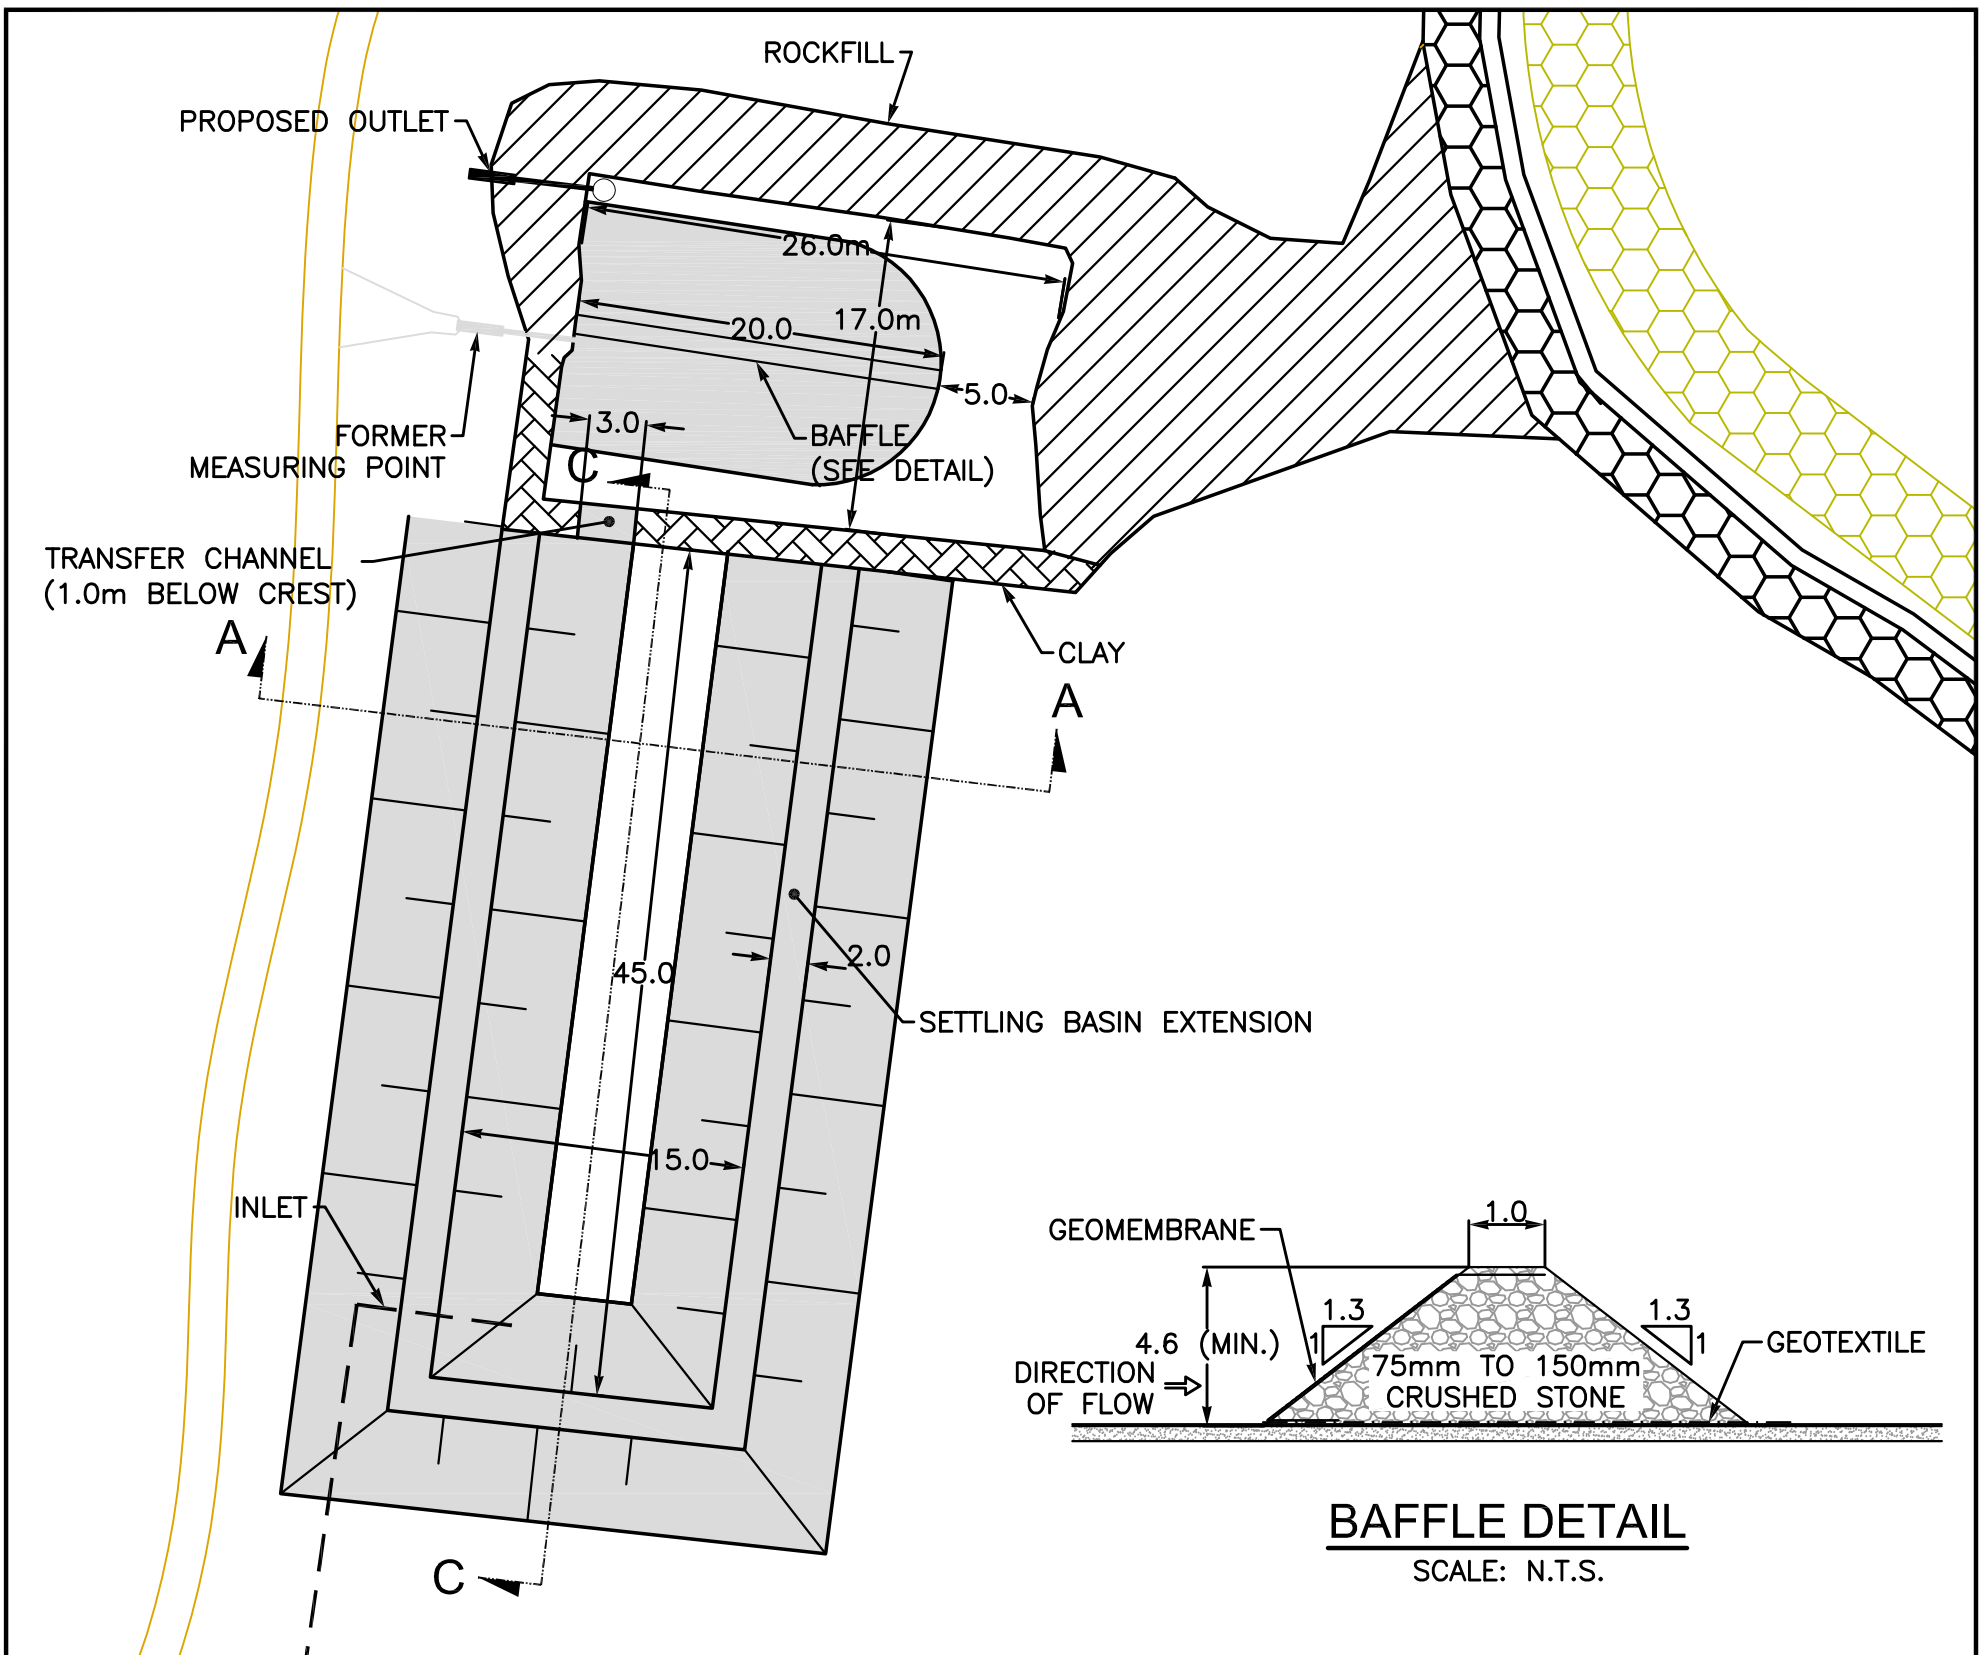 ROCKFILL
PROPOSED OUTLET
26.0m
17.0m
20.0
5.0
3.0
FORMER
MEASURING POINT
BAFFLE
(SEE DETAIL)
C
TRANSFER CHANNEL
(1.0m BELOW CREST)
A
CLAY
A
2.0
45.0
SETTLING BASIN EXTENSION
15.0
INLET
C
1.0
GEOMEMBRANE
1.3
1
1.3
1
4.6 (MIN.)
GEOTEXTILE
DIRECTION
OF FLOW
75mm TO 150mm
CRUSHED STONE
BAFFLE DETAIL
SCALE: N.T.S.